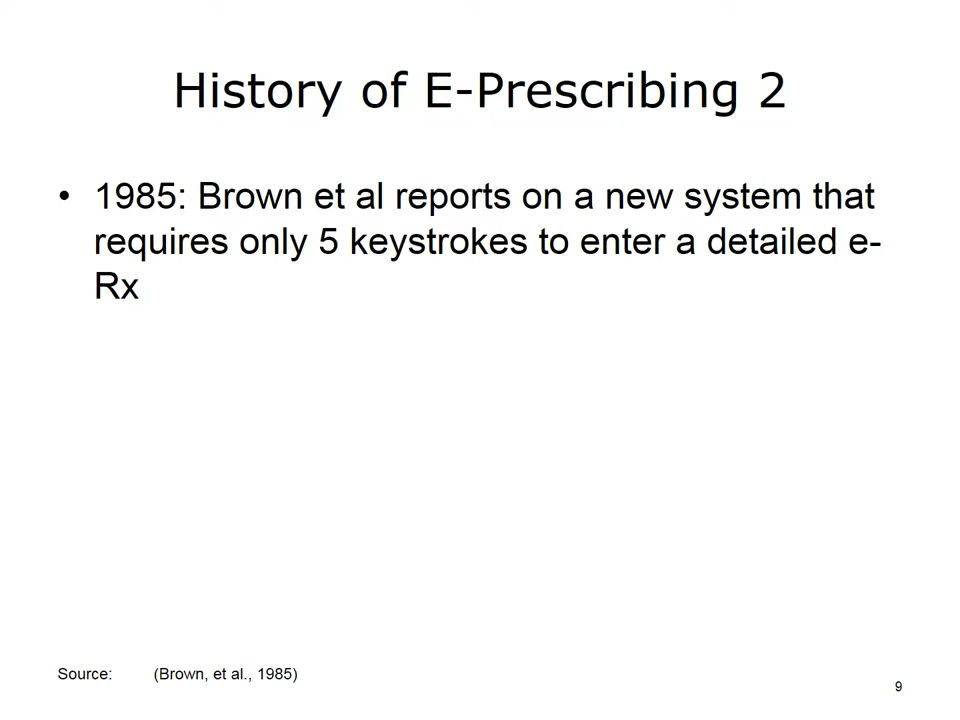 History of E-Prescribing 2
• 1985: Brown et al reports on a new system that
requires only 5 keystrokes to enter a detailed e-
Rx
Source: (Brown, et al., 1985)
9